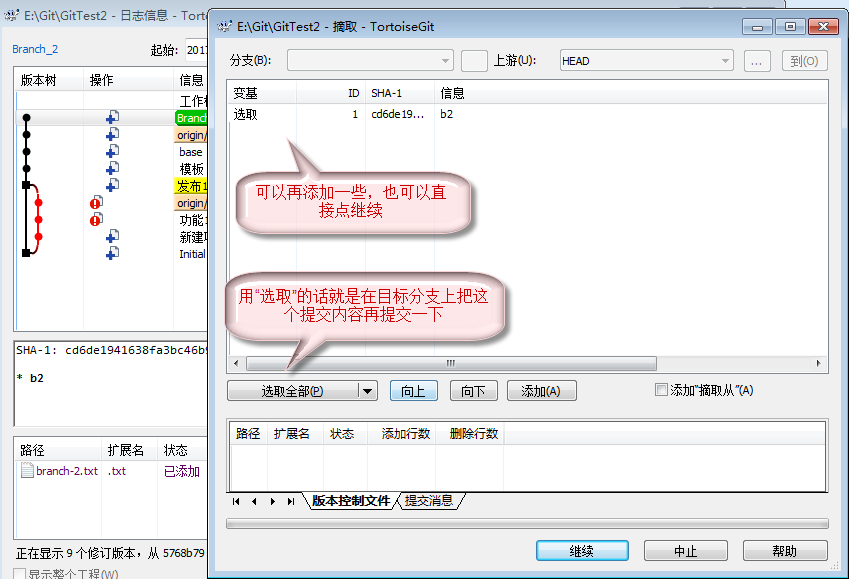 E:\Git\GitTest2 - 日志信息 - Torto
Branch_2
起始:
2017
版本树
操作
信息
工作
Branch
origin/
base
模板
发布1
origin/
功能
新建
Initial
SHA-1: cd6de1941638fa3bc46b9
* b2
路径
扩展名
状态
branch-2.txt
.txt
已添加
正在显示 9 个修订版本，从 5768b79
显示整个工程(W)
E:\Git\GitTest2 - 摘取 - TortoiseGit
分支(B):
上游(U):
HEAD
...
到(O)
变基
ID
SHA-1
信息
选取
1
cd6de19...
b2
可以再添加一些，也可以直
接点继续
用“选取”的话就是在目标分支上把这
个提交内容再提交一下
选取全部(P)
向上
向下
添加(A)
添加“摘取从”(A)
路径
扩展名
状态
添加行数
删除行数
版本控制文件
提交消息
继续
中止
帮助